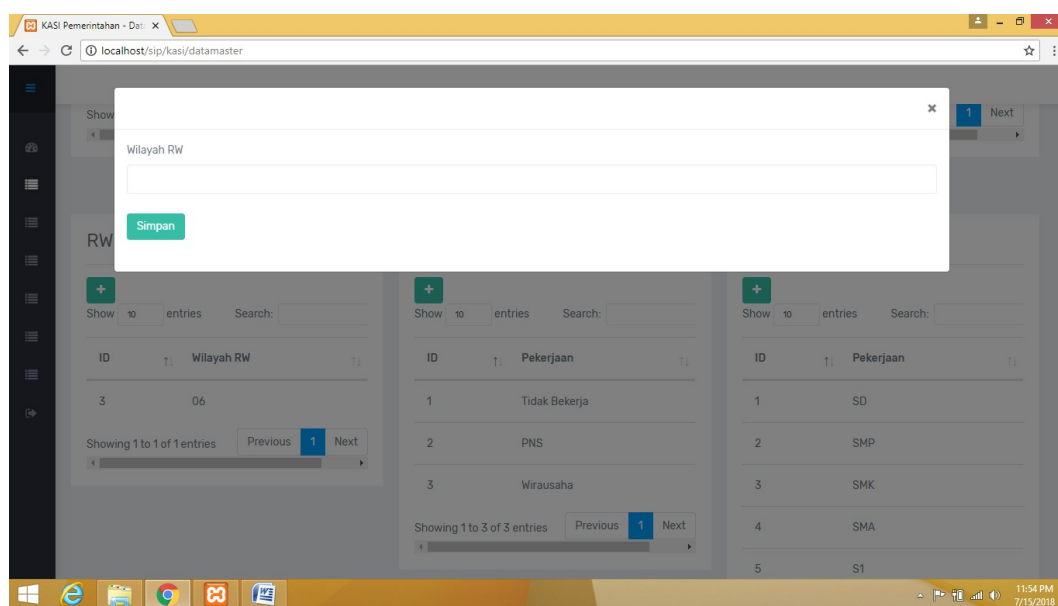 KASI Pemerintahan - Dat
localhost/sip/kasi/datamaster
Show
1 Next
Wilayah RW
Simpan
RW
Show 10 entries Search:
Show 10 entries Search:
Show 10 entries Search:
ID Wilayah RW
ID Pekerjaan
ID Pekerjaan
3 06
1 Tidak Bekerja
1 SD
Showing 1 to 1 of 1 entries Previous 1 Next
2 PNS
2 SMP
3 Wirausaha
3 SMK
Showing 1 to 3 of 3 entries Previous 1 Next
4 SMA
5 S1
11:54 PM
7/15/2018